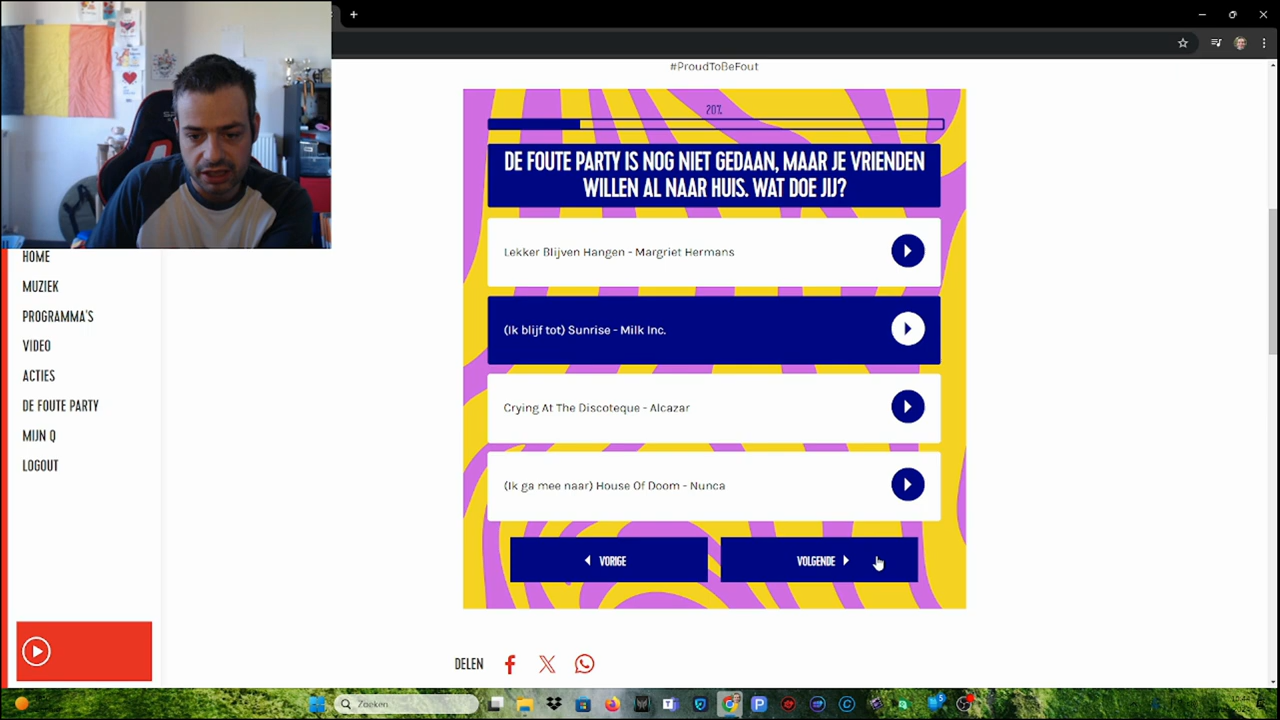 #ProudToBeFout
20%
DE FOUTE PARTY IS NOG NIET GEDAAN, MAAR JE VRIENDEN
WILLEN AL NAAR HUIS. WAT DOE JIJ?
Lekker Blijven Hangen - Margriet Hermans
(Ik blijf tot) Sunrise - Milk Inc.
Crying At The Discoteque - Alcazar
(Ik ga mee naar) House Of Doom - Nunca
VORIGE
VOLGENDE
DELEN
HOME
MUZIEK
PROGRAMMA'S
VIDEO
ACTIES
DE FOUTE PARTY
MIJN Q
LOGOUT
Zoeken